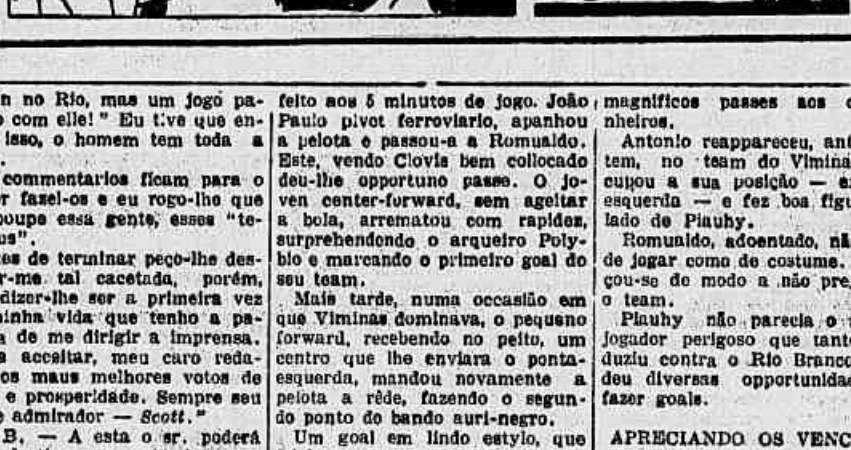 n no Rio, mas um jogo pa-
com elle!" Eu tive que en-
isso, o homem tem toda a
commentarios ficam para o
r fazel-os e eu rogo-lhe que
oupe essa gente, esses "te-
us".
es de terminar peço-lhe des-
r-me tal cacetada, porém,
dizer-lhe ser a primeira vez
inha vida que tenho a pa-
a de me dirigir a imprensa.
a acceitar, meu caro reda-
os maus melhores votos de
e prosperidade. Sempre seu
e admirador — Scott."
B. — A esta o sr. poderá
feito aos 5 minutos de jogo. João
Paulo pivot ferroviario, apanhou
a pelota e passou-a a Romualdo.
Este, vendo Clovis bem collocado
deu-lhe opportuno passe. O jo-
ven center-forward, sem ageitar
a bola, arrematou com rapides,
surprehendendo o arqueiro Poly-
bio e marcando o primeiro goal do
seu team.
Mais tarde, numa occasião em
que Viminas dominava, o pequeno
forward, recebendo no peito, um
centro que lhe enviara o ponta-
esquerda, mandou novamente a
pelota a rêde, fazendo o segun-
do ponto do bando auri-negro.
Um goal em lindo estylo, que
magnificos passes aos
nheiros.
Antonio reappareceu, an
tem, no team do Vimina
cupou a sua posição —
esquerda — e fez boa figu
lado de Piauhy.
Romualdo, adoentado, nã
de jogar como de costume.
çou-se de modo a não pre
o team.
Piauhy não parecia o
jogador perigoso que tant
duziu contra o Rio Branco
deu diversas opportunida
fazer goals.
APRECIANDO OS VENC